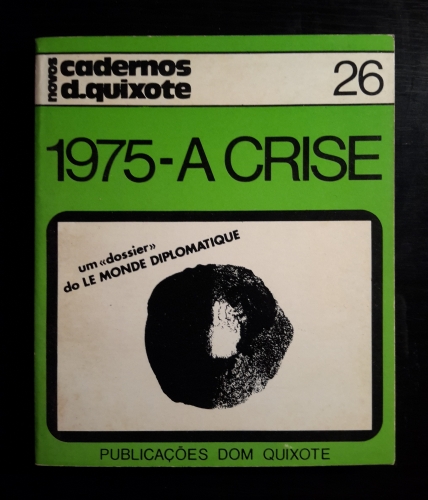 novos
cadernos
d.quixote
26
1975-A CRISE
um «dossier»
do LE MONDE DIPLOMATIQUE
PUBLICAÇÕES DOM QUIXOTE